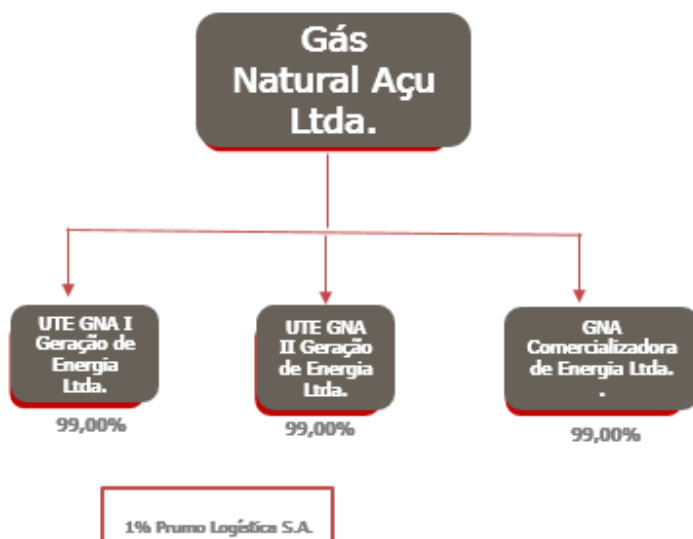 Gás
Natural Açu
Ltda.
UTE GNA I
Geração de
Energia
Ltda.
99,00%
UTE GNA
II Geração
de Energia
Ltda.
99,00%
GNA
Comercializadora
de Energia Ltda.
.
99,00%
1% Prumo Logística S.A.